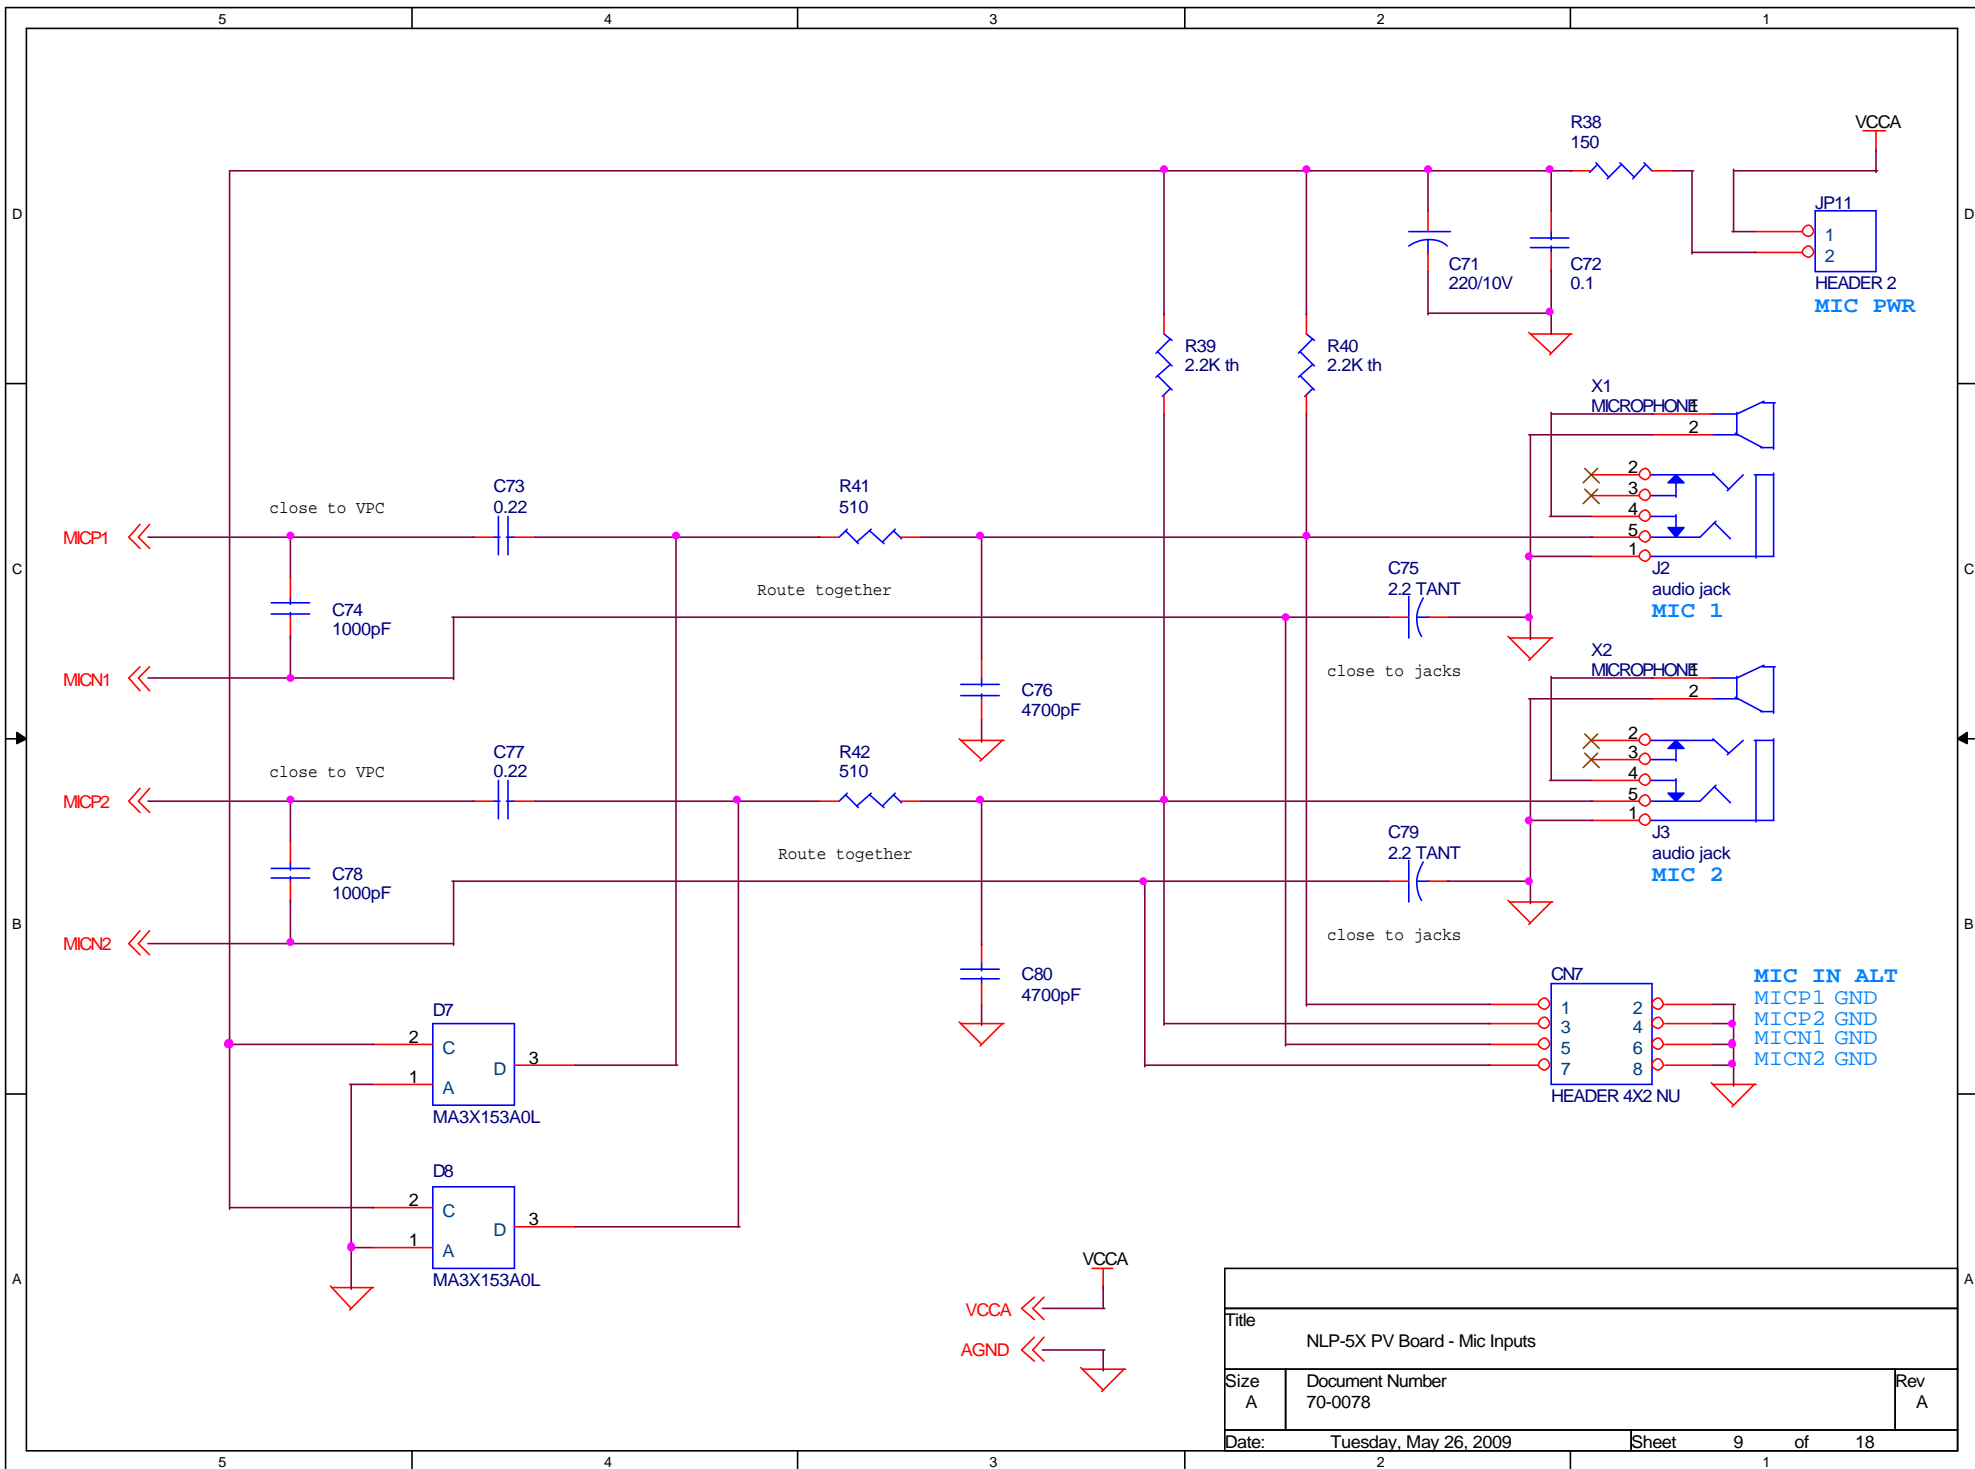 5 4 3 2 1
D D
C C
B B
A A
R38
150
VCCA
JP11
1
2
HEADER 2
MIC PWR
C71
220/10V
C72
0.1
R39
2.2K th
R40
2.2K th
X1
MICROPHONE
1
2
2
3
4
5
1
J2
audio jack
MIC 1
close to VPC
C73
0.22
R41
510
MICP1
C74
1000pF
Route together
C75
2.2 TANT
MICN1
close to jacks
C76
4700pF
X2
MICROPHONE
1
2
2
3
4
5
1
J3
audio jack
MIC 2
close to VPC
C77
0.22
R42
510
MICP2
C78
1000pF
Route together
C79
2.2 TANT
MICN2
close to jacks
C80
4700pF
CN7
1 2
3 4
5 6
7 8
HEADER 4X2 NU
MIC IN ALT
MICP1 GND
MICP2 GND
MICN1 GND
MICN2 GND
D7
2 C
D 3
1 A
MA3X153A0L
D8
2 C
D 3
1 A
MA3X153A0L
VCCA
VCCA
AGND
Title
NLP-5X PV Board - Mic Inputs
Size Document Number Rev
A 70-0078 A
Date: Tuesday, May 26, 2009 Sheet 9 of 18
5 4 3 2 1